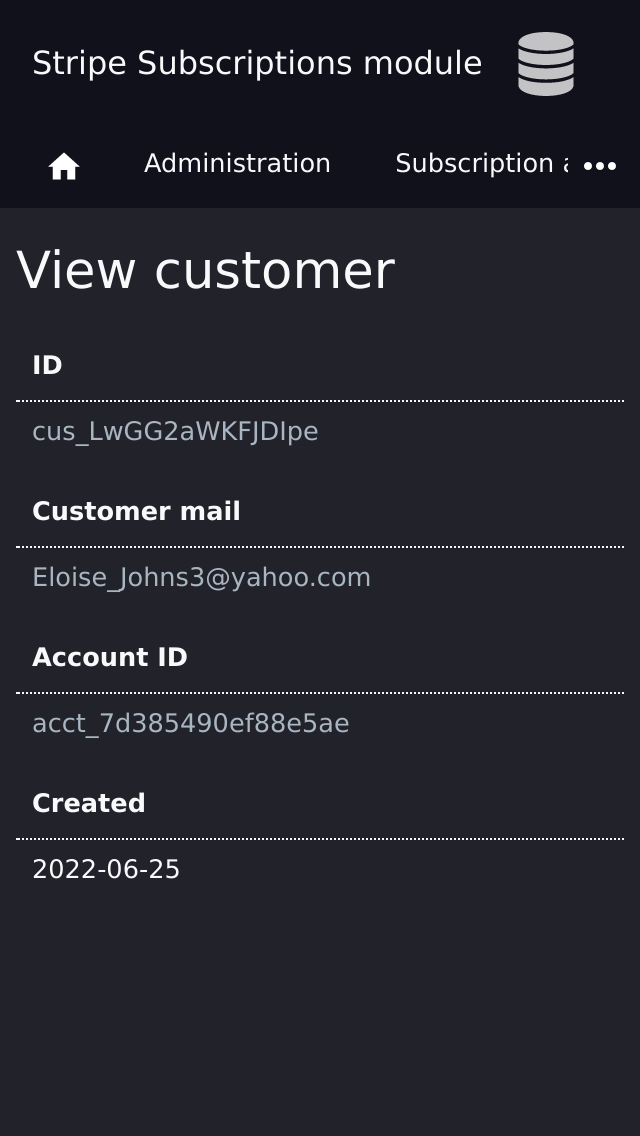 Stripe Subscriptions module
Administration
Subscription
View customer
ID
cus_LwGG2aWKFJDIpe
Customer mail
Eloise_Johns3@yahoo.com
Account ID
acct_7d385490ef88e5ae
Created
2022-06-25